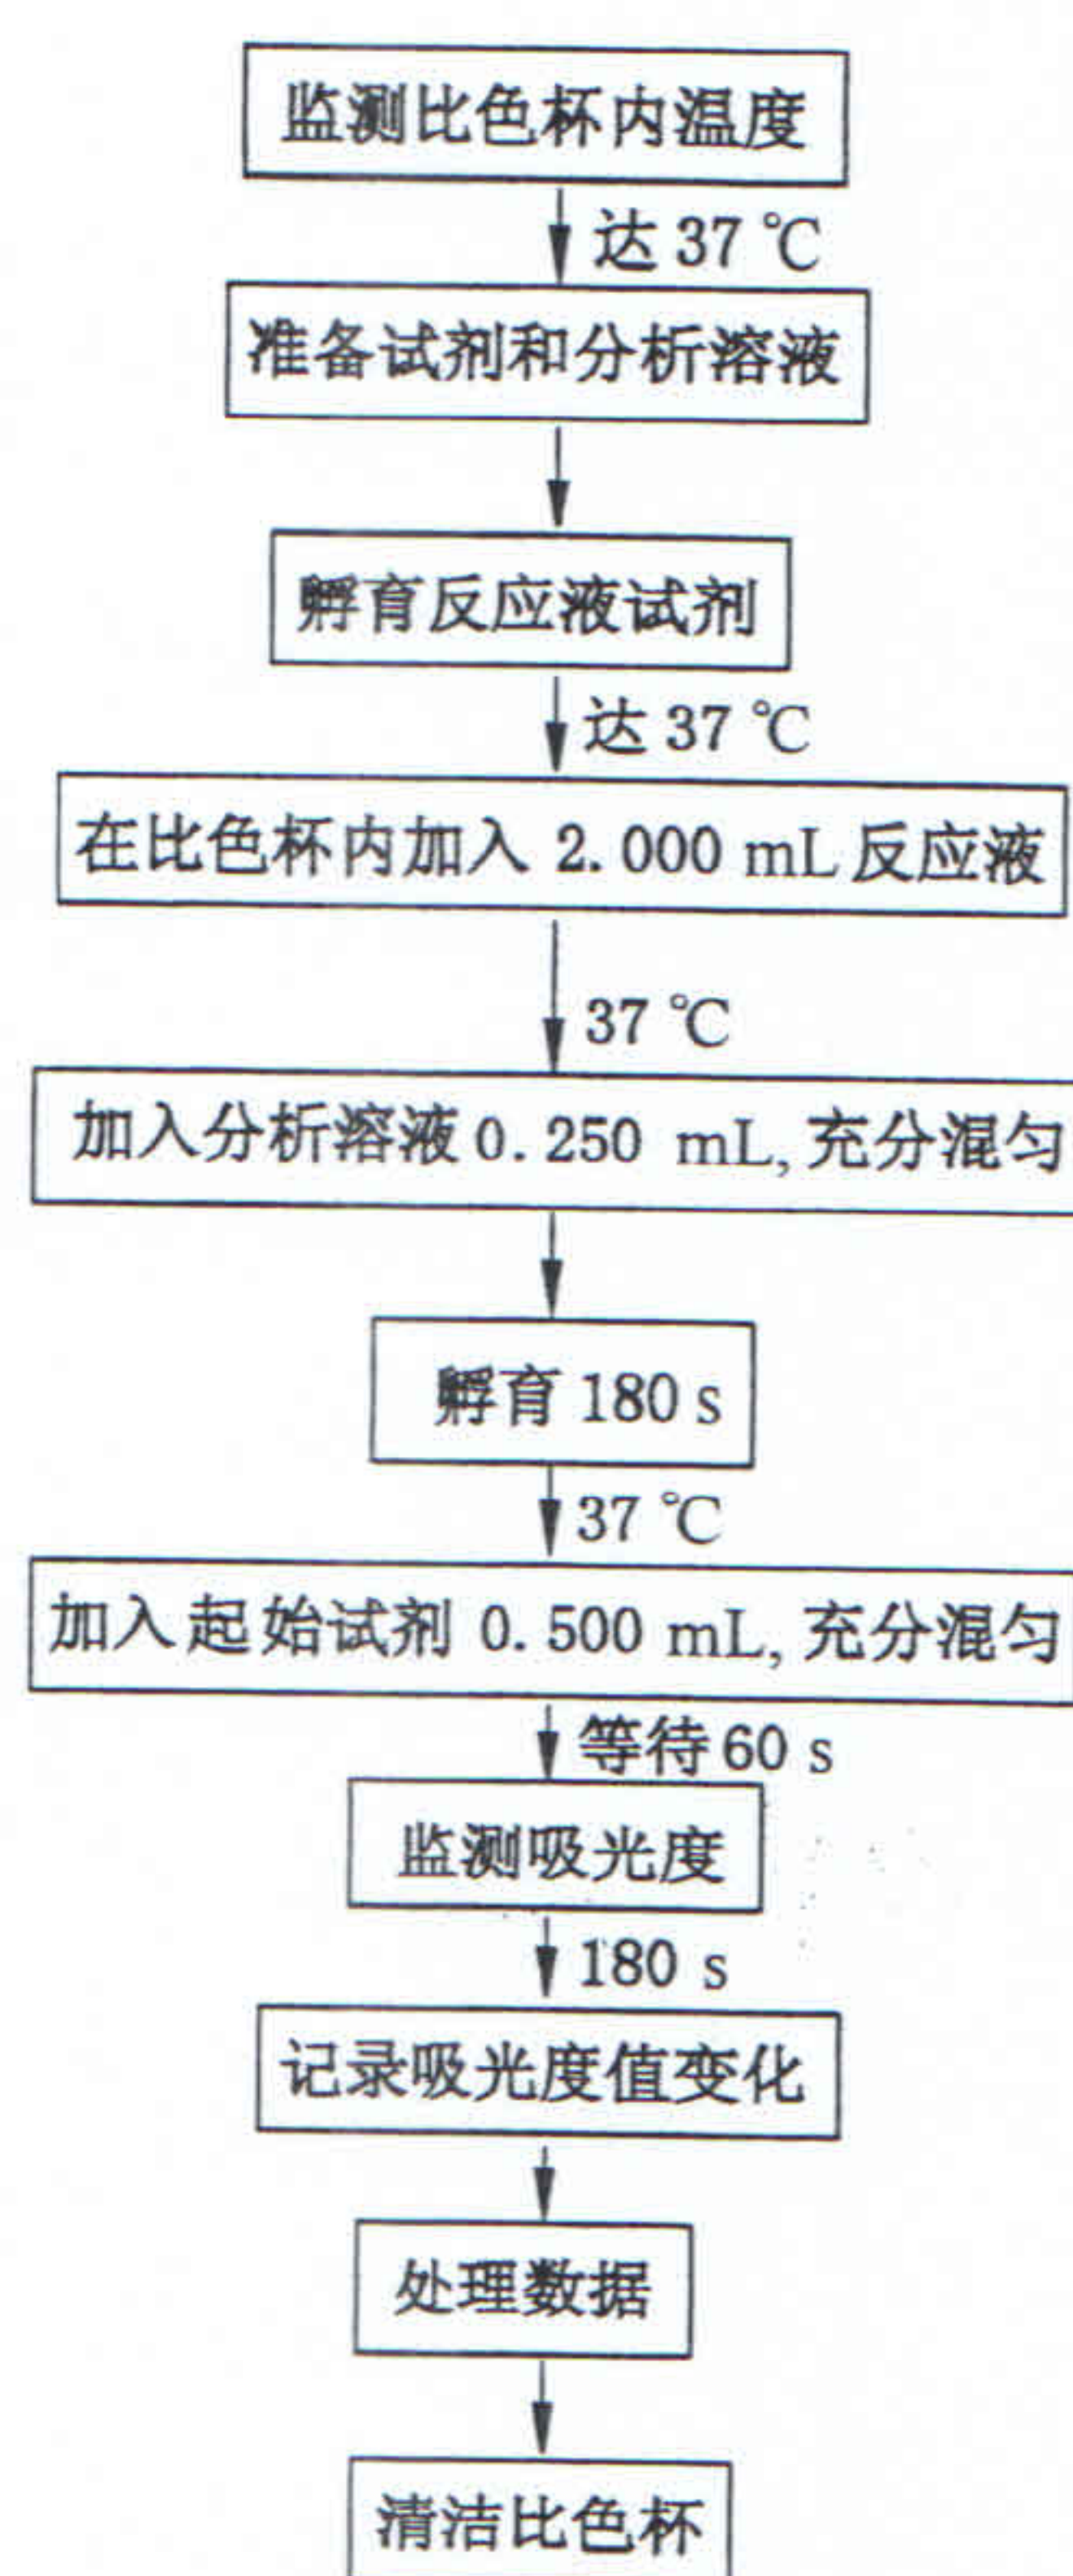 监测比色杯内温度
达 37 ℃
准备试剂和分析溶液
孵育反应液试剂
达 37 ℃
在比色杯内加入 2.000 mL 反应液
37 ℃
加入分析溶液 0.250 mL, 充分混匀
孵育 180 s
37 ℃
加入起始试剂 0.500 mL, 充分混匀
等待 60 s
监测吸光度
180 s
记录吸光度值变化
处理数据
清洁比色杯